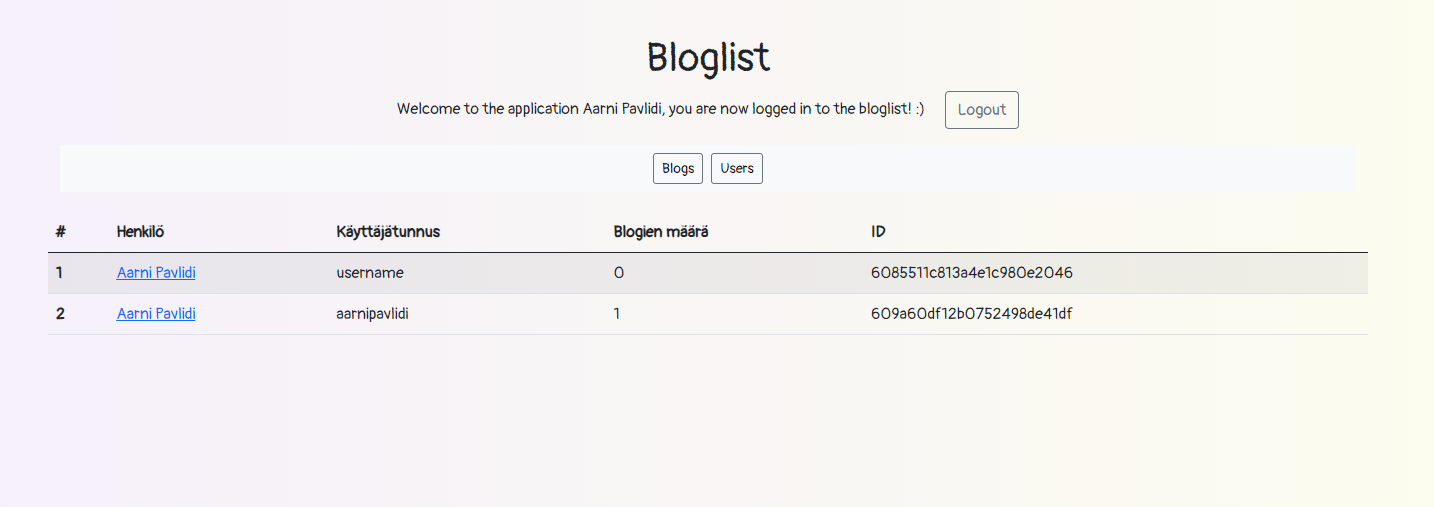 Bloglist
Welcome to the application Aarni Pavlidi, you are now logged in to the bloglist! :) Logout
Blogs Users
# Henkilö Käyttäjätunnus Blogien määrä ID
1 Aarni Pavlidi username 0 6085511c813a4e1c980e2046
2 Aarni Pavlidi aarnipavlidi 1 609a60df12b0752498de41df